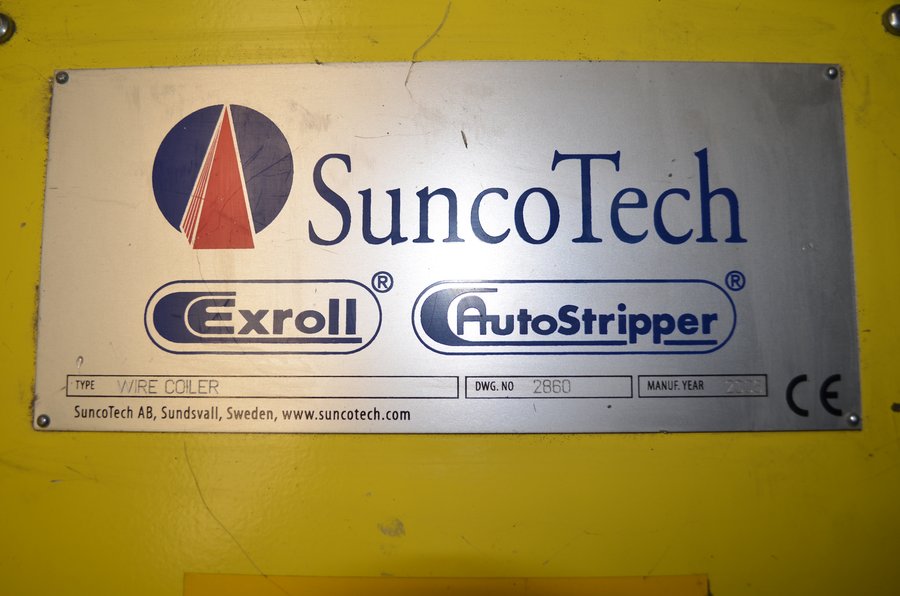 SuncoTech
Exroll® AutoStripper®
TYPE WIRE COILER DWG. NO 2860 MANUF. YEAR
CE
SuncoTech AB, Sundsvall, Sweden, www.suncotech.com